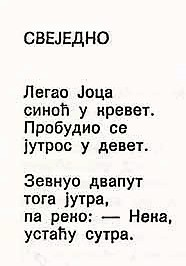 СВЕЈЕДНО

Легао Јоца
синоћ у кревет.
Пробудио се
јутрос у девет.

Зевнуо двапут
тога јутра,
па реко: — Нека,
устаћу сутра.